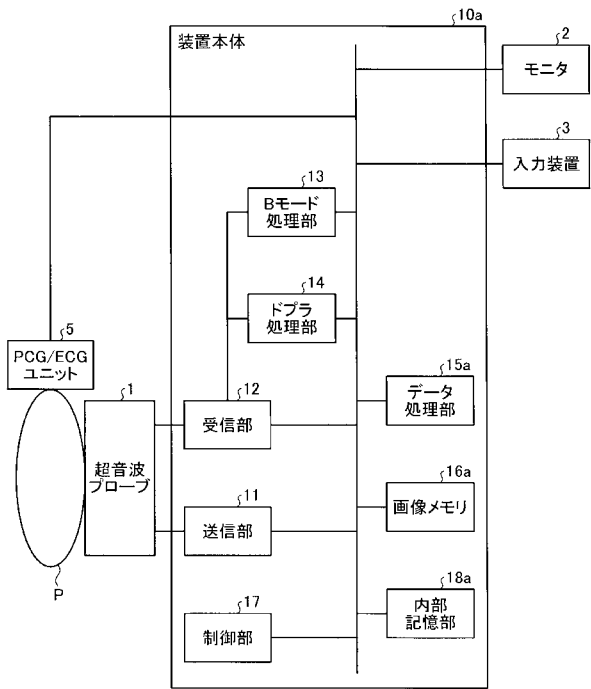 10a
装置本体
2
モニタ
3
入力装置
13
Bモード
処理部
14
ドプラ
処理部
5
PCG/ECG
ユニット
1
超音波
プローブ
12
受信部
15a
データ
処理部
11
送信部
16a
画像メモリ
P
17
制御部
18a
内部
記憶部